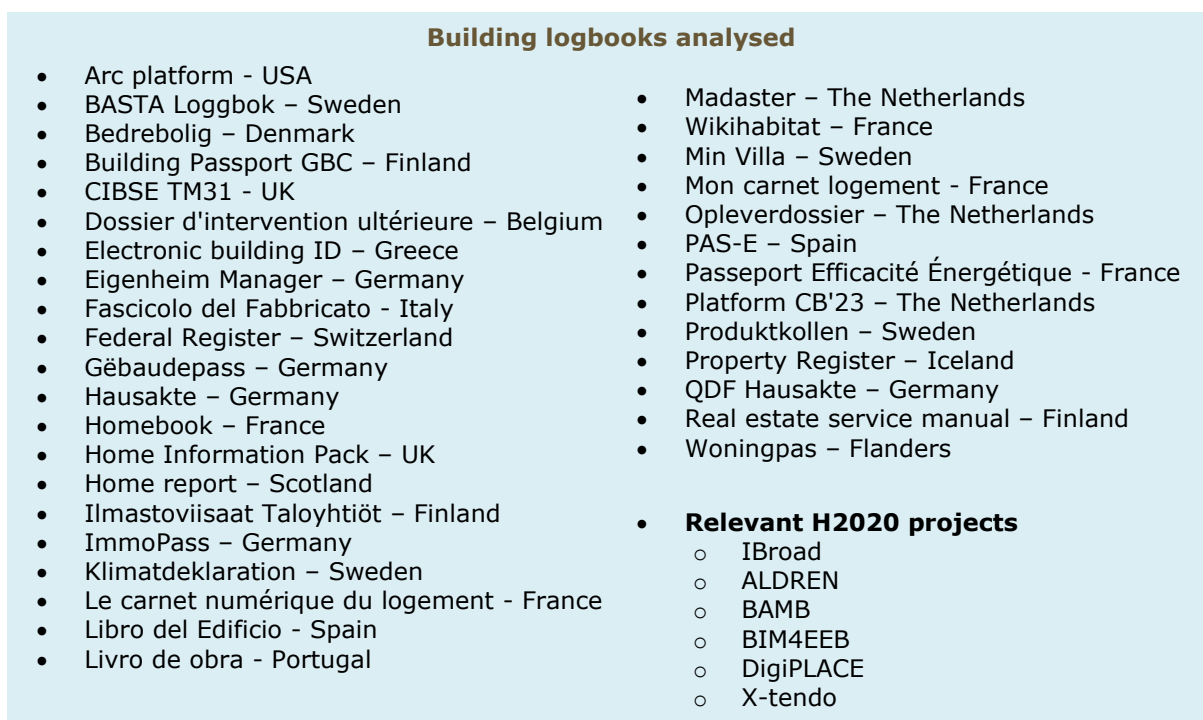 Building logbooks analysed
• Arc platform - USA
• BASTA Loggbok – Sweden
• Bedrebolig – Denmark
• Building Passport GBC – Finland
• CIBSE TM31 - UK
• Dossier d'intervention ultérieure – Belgium
• Electronic building ID – Greece
• Eigenheim Manager – Germany
• Fascicolo del Fabbricato - Italy
• Federal Register – Switzerland
• Gëbaudepass – Germany
• Hausakte – Germany
• Homebook – France
• Home Information Pack – UK
• Home report – Scotland
• Ilmastoviisaat Taloyhtiöt – Finland
• ImmoPass – Germany
• Klimatdeklaration – Sweden
• Le carnet numérique du logement - France
• Libro del Edificio - Spain
• Livro de obra - Portugal
• Madaster – The Netherlands
• Wikihabitat – France
• Min Villa – Sweden
• Mon carnet logement - France
• Opleverdossier – The Netherlands
• PAS-E – Spain
• Passeport Efficacité Énergétique - France
• Platform CB'23 – The Netherlands
• Produktkollen – Sweden
• Property Register – Iceland
• QDF Hausakte – Germany
• Real estate service manual – Finland
• Woningpas – Flanders
• Relevant H2020 projects
o IBroad
o ALDREN
o BAMB
o BIM4EEB
o DigiPLACE
o X-tendo